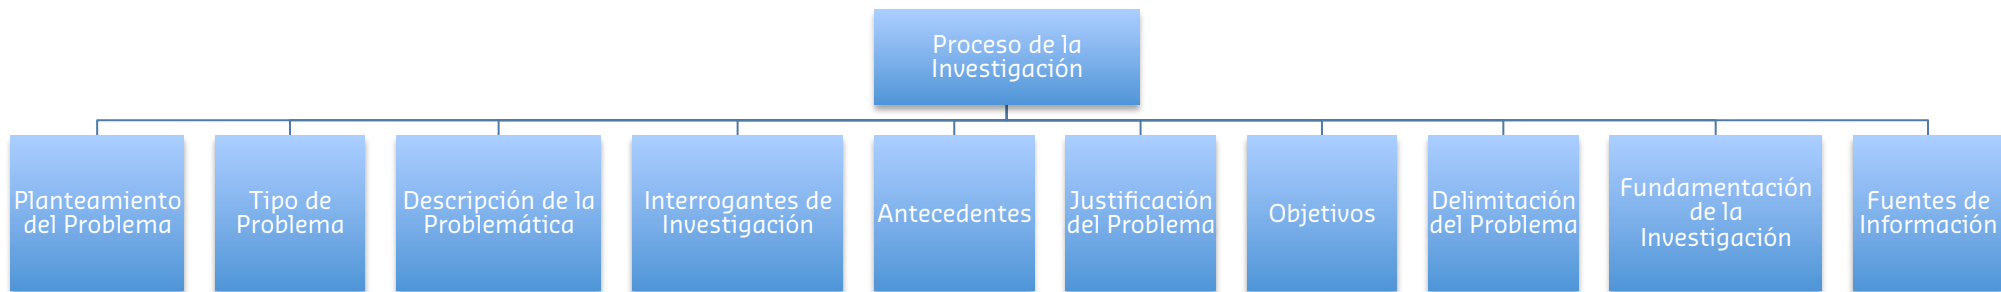 Proceso de la
Investigación
Planteamiento
del Problema
Tipo de
Problema
Descripción de la
Problemática
Interrogantes de
Investigación
Antecedentes
Justificación
del Problema
Objetivos
Delimitación
del Problema
Fundamentación
de la
Investigación
Fuentes de
Información